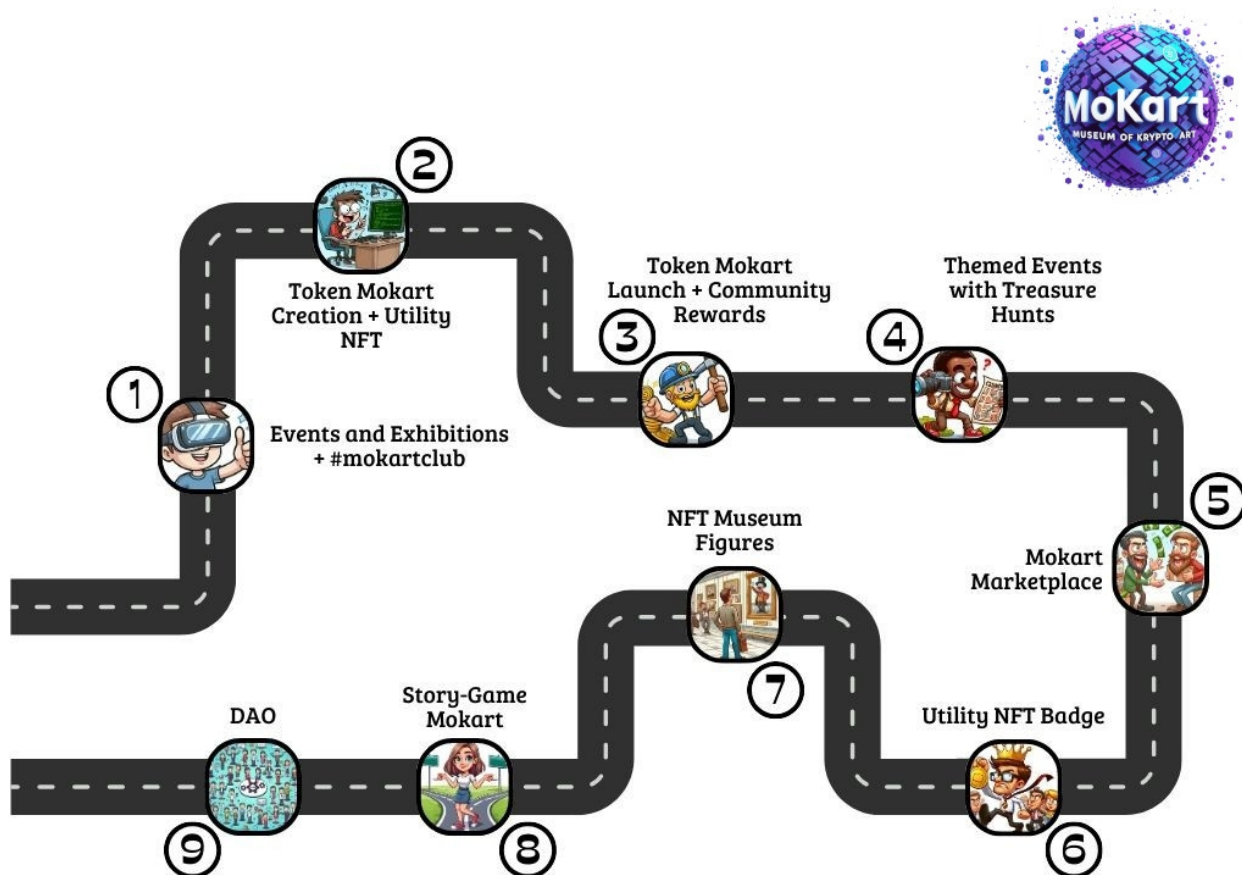 MoKart
MUSEUM OF KRYPTO ART
1
Events and Exhibitions
+ #mokartclub
2
Token Mokart
Creation + Utility
NFT
Token Mokart
Launch + Community
Rewards
3
Themed Events
with Treasure
Hunts
4
?
5
Mokart
Marketplace
Utility NFT Badge
6
NFT Museum
Figures
7
Story-Game
Mokart
8
DAO
9